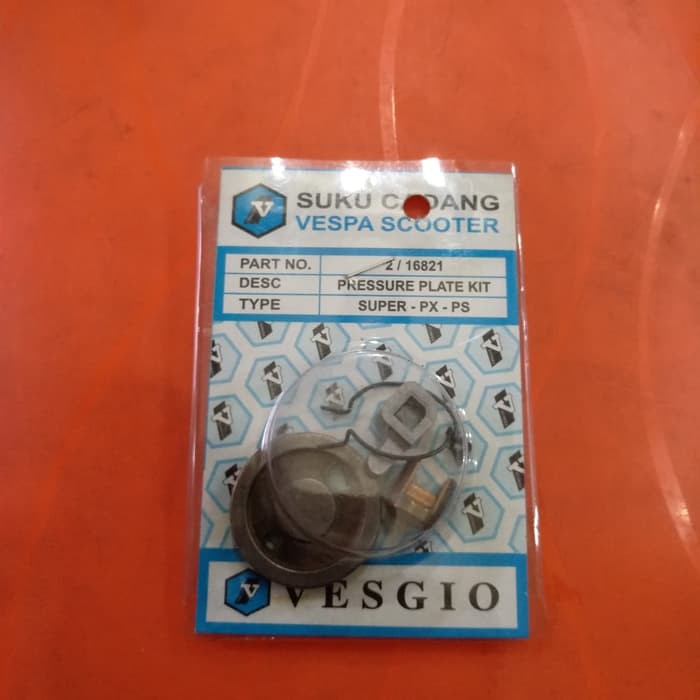 SUKU CADANG
VESPA SCOOTER
PART NO. 2 / 16821
DESC PRESSURE PLATE KIT
TYPE SUPER - PX - PS
VESGIO